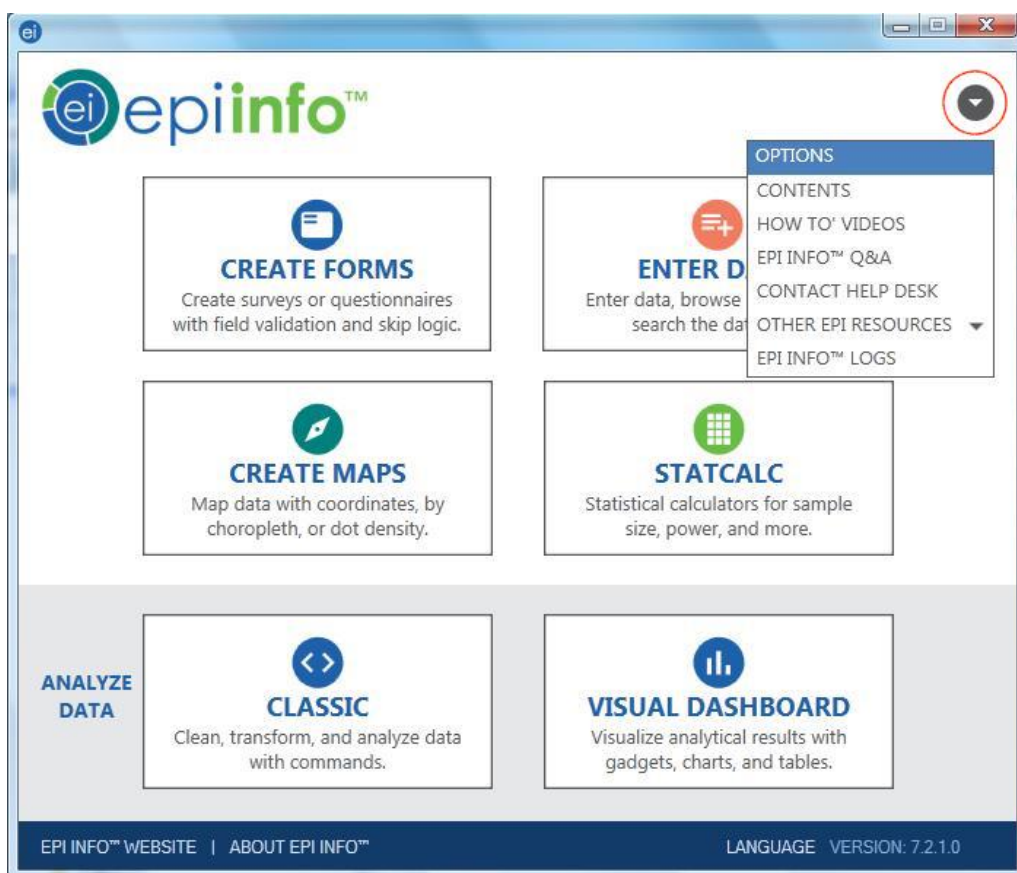 ei
ei epiinfo™
OPTIONS
CONTENTS
HOW TO' VIDEOS
EPI INFO™ Q&A
CONTACT HELP DESK
OTHER EPI RESOURCES
EPI INFO™ LOGS
CREATE FORMS
Create surveys or questionnaires
with field validation and skip logic.
ENTER D
Enter data, browse
search the dat
CREATE MAPS
Map data with coordinates, by
choropleth, or dot density.
STATCALC
Statistical calculators for sample
size, power, and more.
ANALYZE
DATA
CLASSIC
Clean, transform, and analyze data
with commands.
VISUAL DASHBOARD
Visualize analytical results with
gadgets, charts, and tables.
EPI INFO™ WEBSITE | ABOUT EPI INFO™ LANGUAGE VERSION: 7.2.1.0